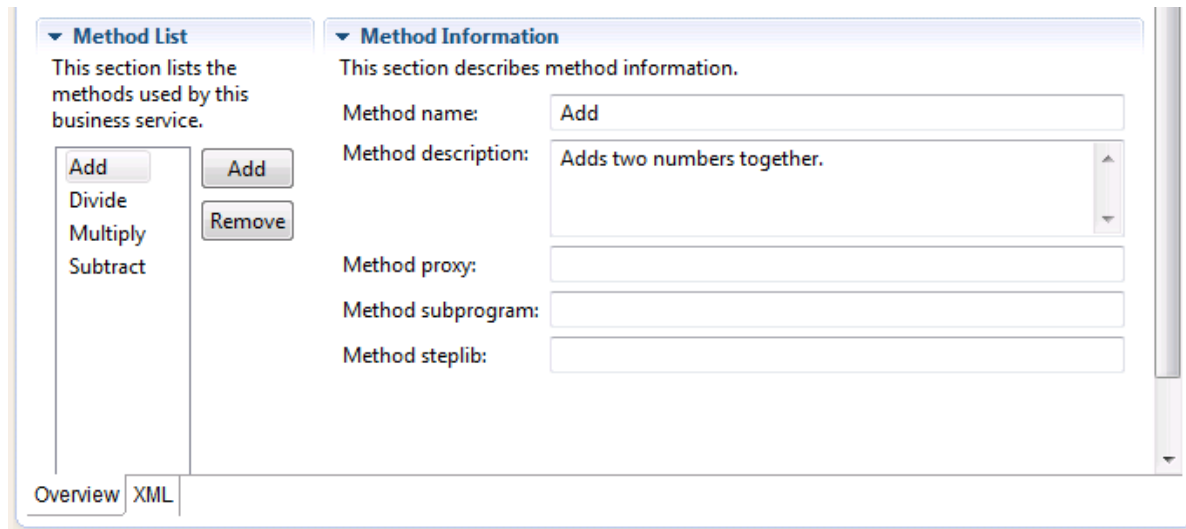 Method List
This section lists the
methods used by this
business service.
Add
Divide
Multiply
Subtract
Add
Remove
Method Information
This section describes method information.
Method name: Add
Method description: Adds two numbers together.
Method proxy:
Method subprogram:
Method steplib:
Overview XML